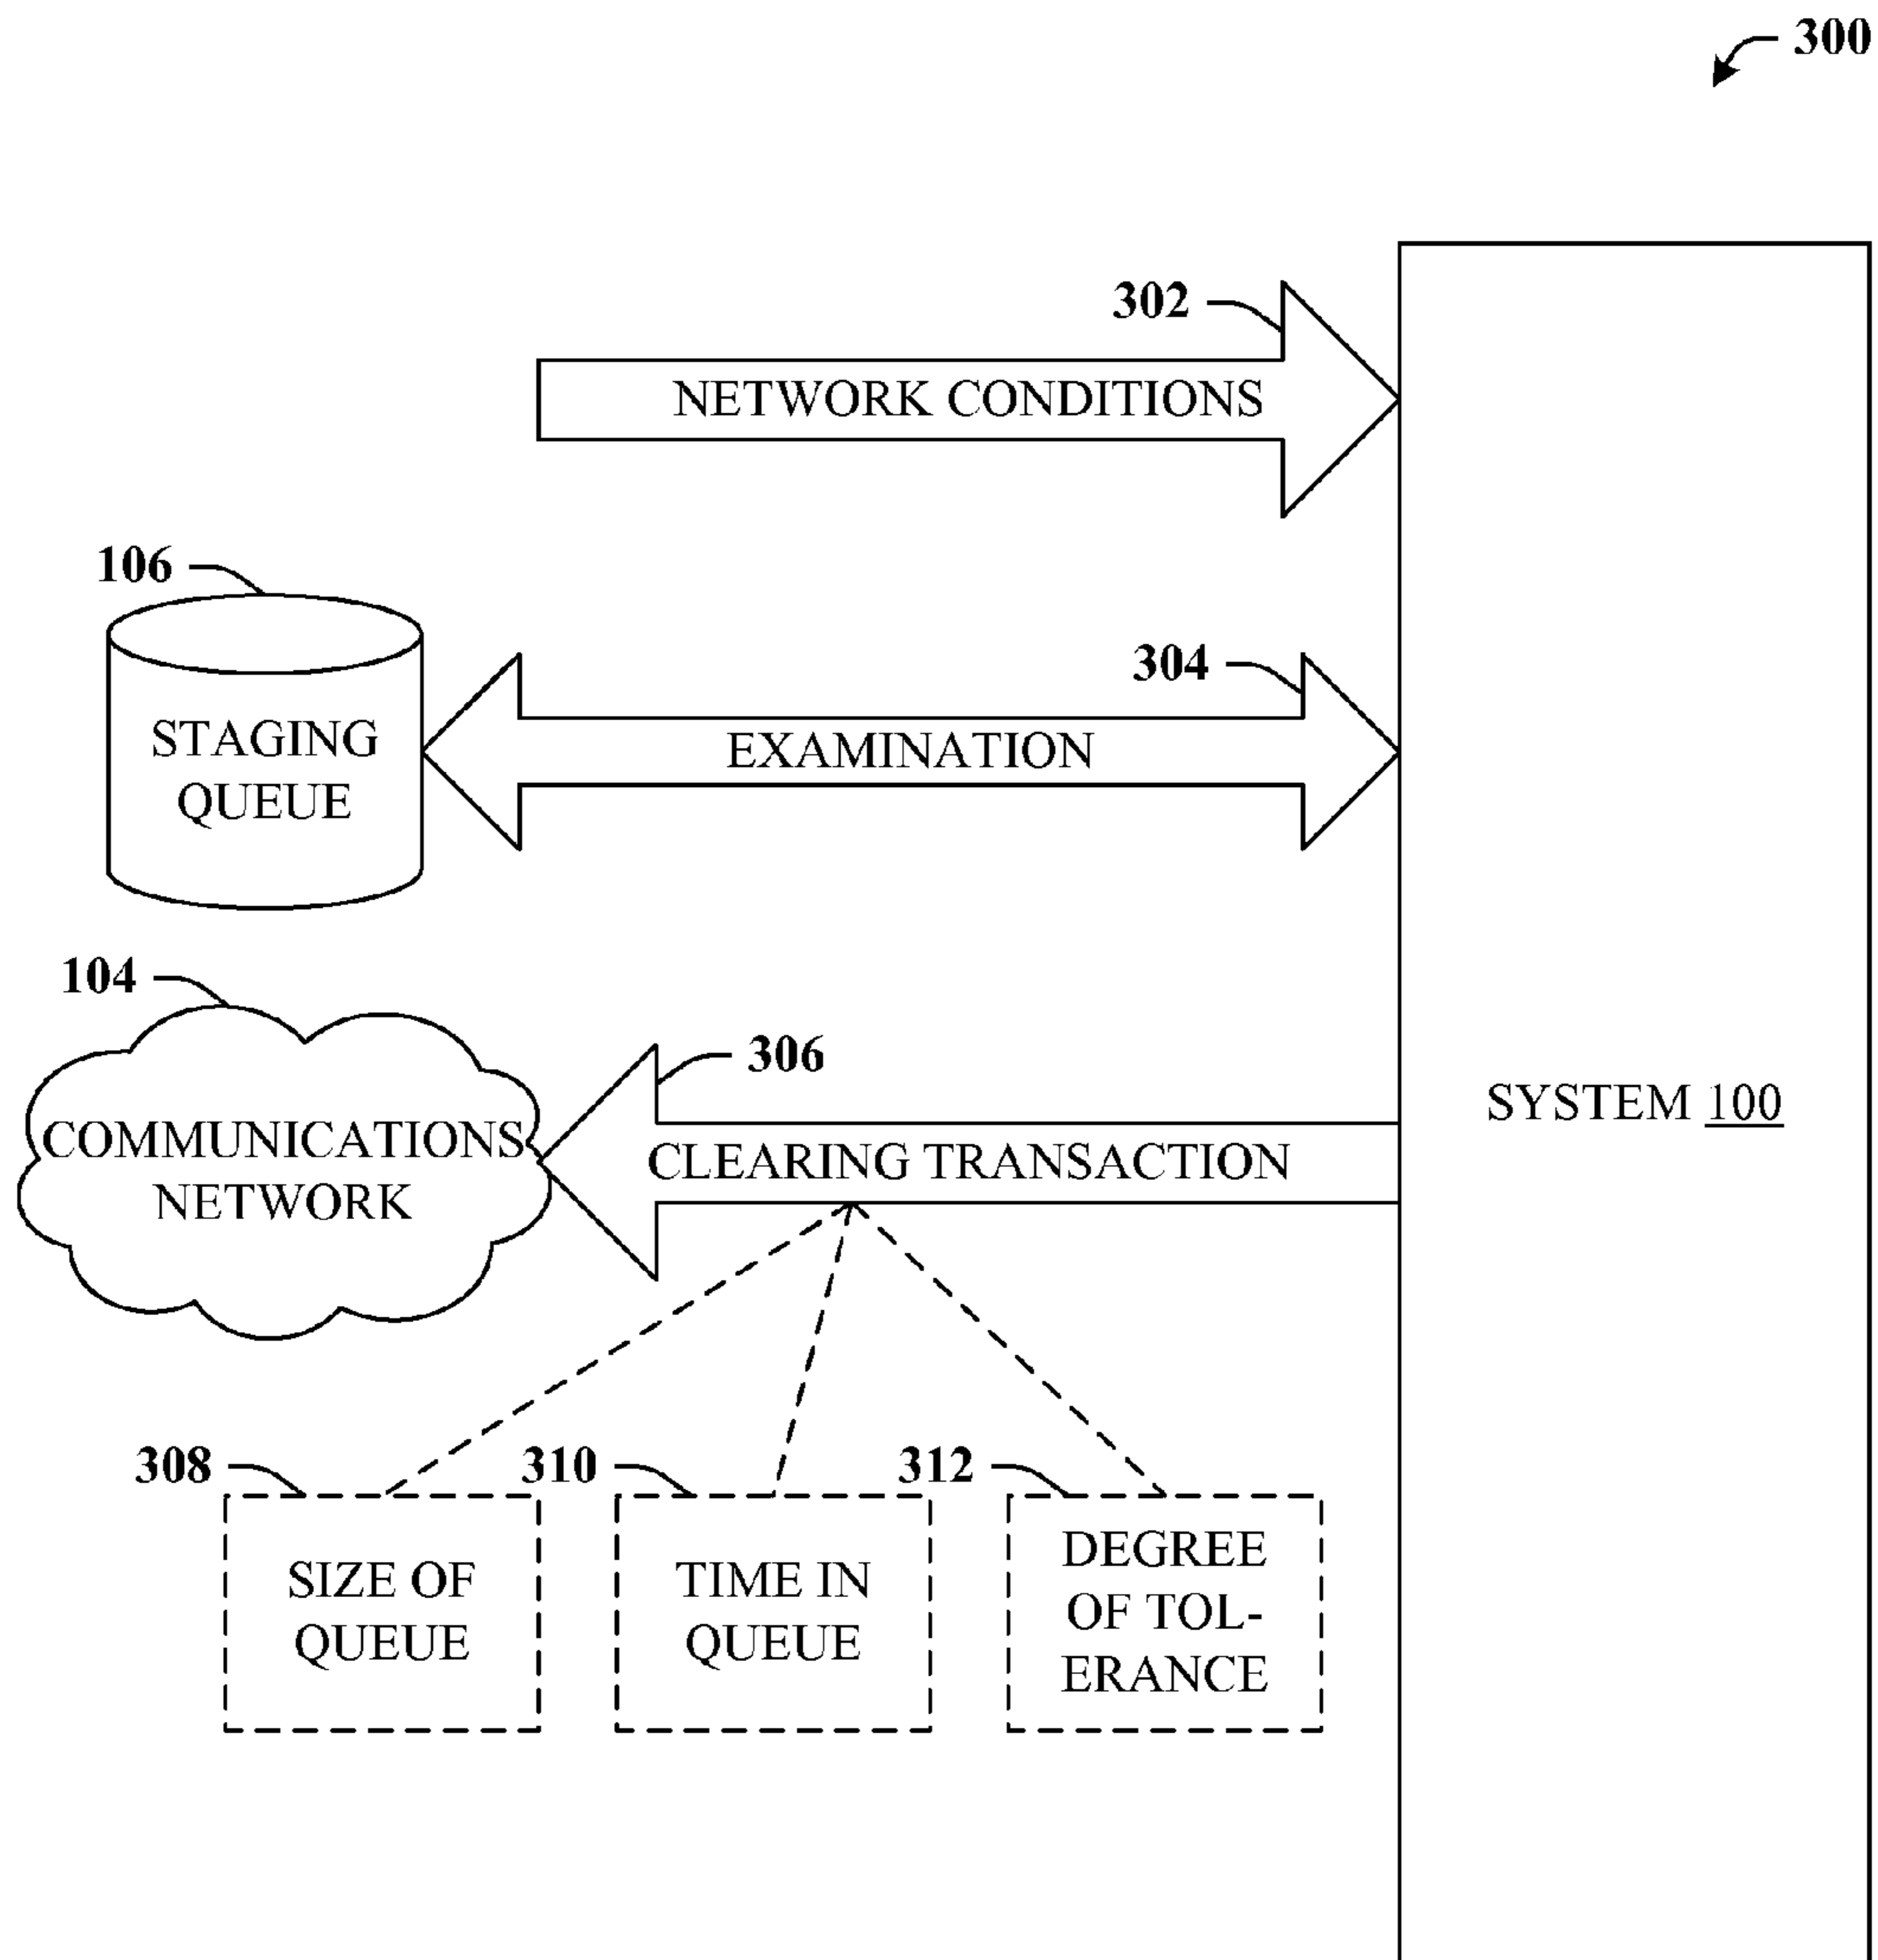 300
302
NETWORK CONDITIONS
106
304
STAGING
QUEUE
EXAMINATION
104
306
COMMUNICATIONS
NETWORK
CLEARING TRANSACTION
SYSTEM 100
308
310
312
SIZE OF
QUEUE
TIME IN
QUEUE
DEGREE
OF TOL-
ERANCE